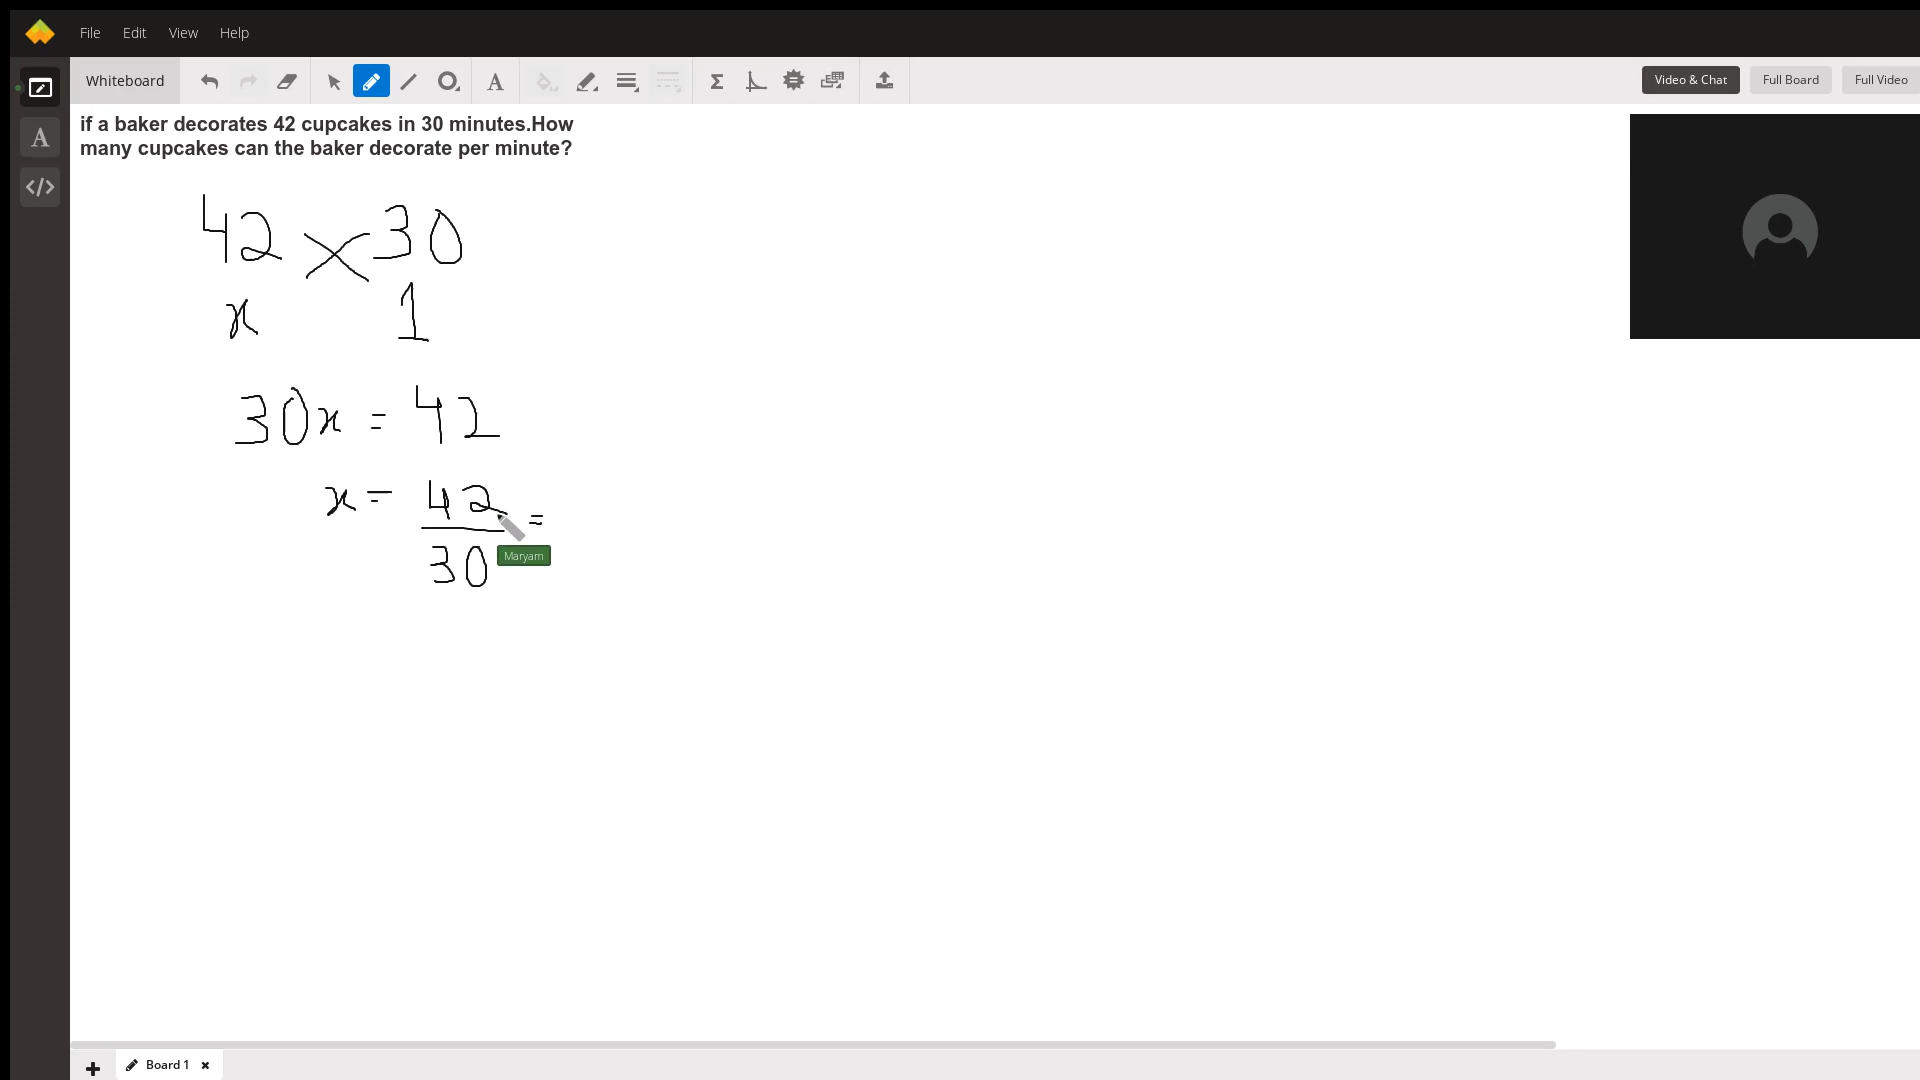 File Edit View Help
Whiteboard
A
Σ
Video & Chat
Full Board
Full Video
A
</>
if a baker decorates 42 cupcakes in 30 minutes.How
many cupcakes can the baker decorate per minute?
42 30
x 1
30x = 42
x = 42/30 =
Maryam
Board 1